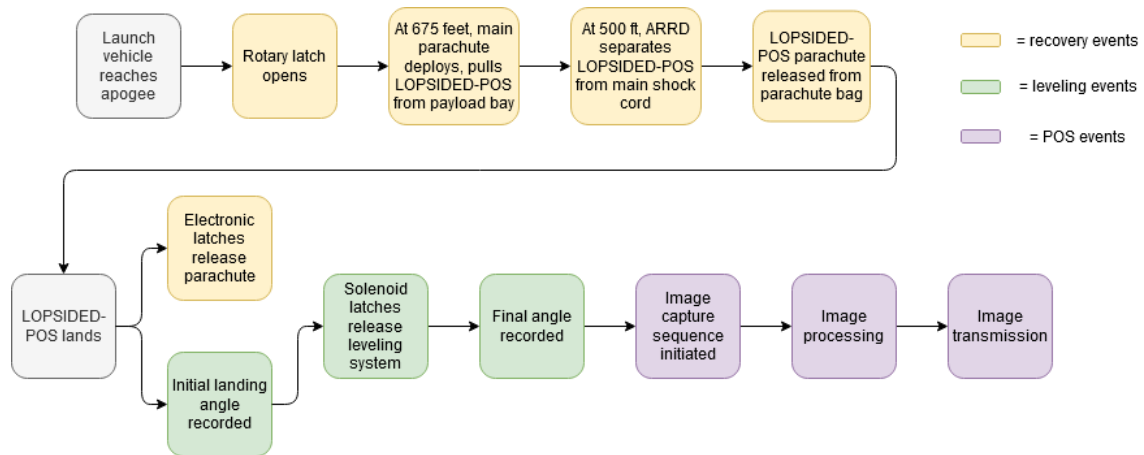 Launch
vehicle
reaches
apogee
Rotary latch
opens
At 675 feet, main
parachute
deploys, pulls
LOPSIDED-POS
from payload bay
At 500 ft, ARRD
separates
LOPSIDED-POS
from main shock
cord
LOPSIDED-
POS parachute
released from
parachute bag
= recovery events
= leveling events
= POS events
Electronic
latches
release
parachute
LOPSIDED-
POS lands
Initial landing
angle
recorded
Solenoid
latches
release
leveling
system
Final angle
recorded
Image
capture
sequence
initiated
Image
processing
Image
transmission